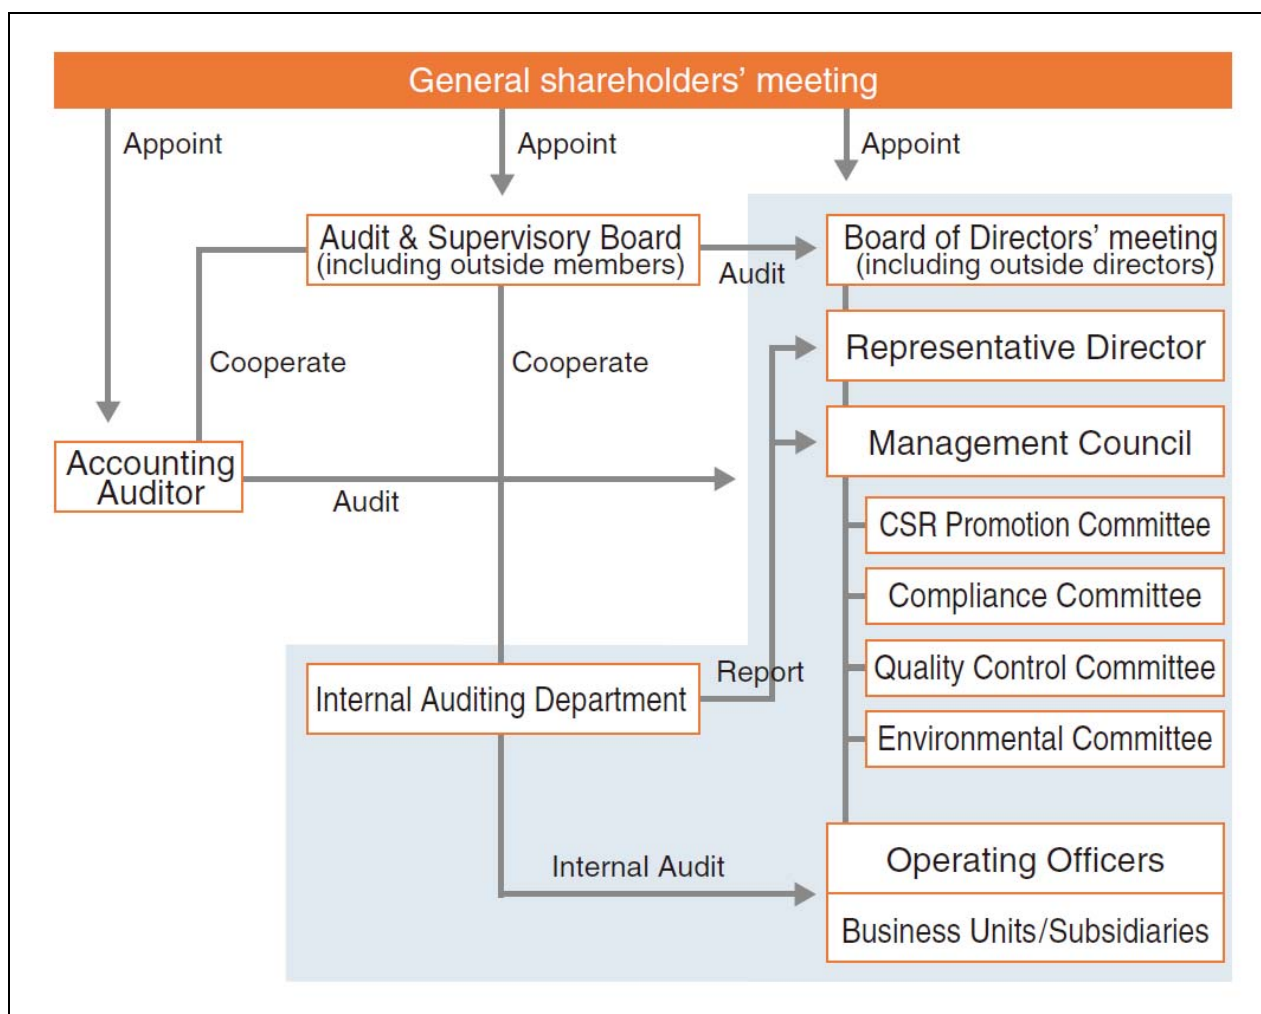 General shareholders’ meeting
Appoint
Appoint
Appoint
Audit & Supervisory Board
(including outside members)
Audit
Board of Directors’ meeting
(including outside directors)
Cooperate
Cooperate
Representative Director
Management Council
Accounting
Auditor
Audit
CSR Promotion Committee
Compliance Committee
Quality Control Committee
Report
Internal Auditing Department
Environmental Committee
Internal Audit
Operating Officers
Business Units/Subsidiaries